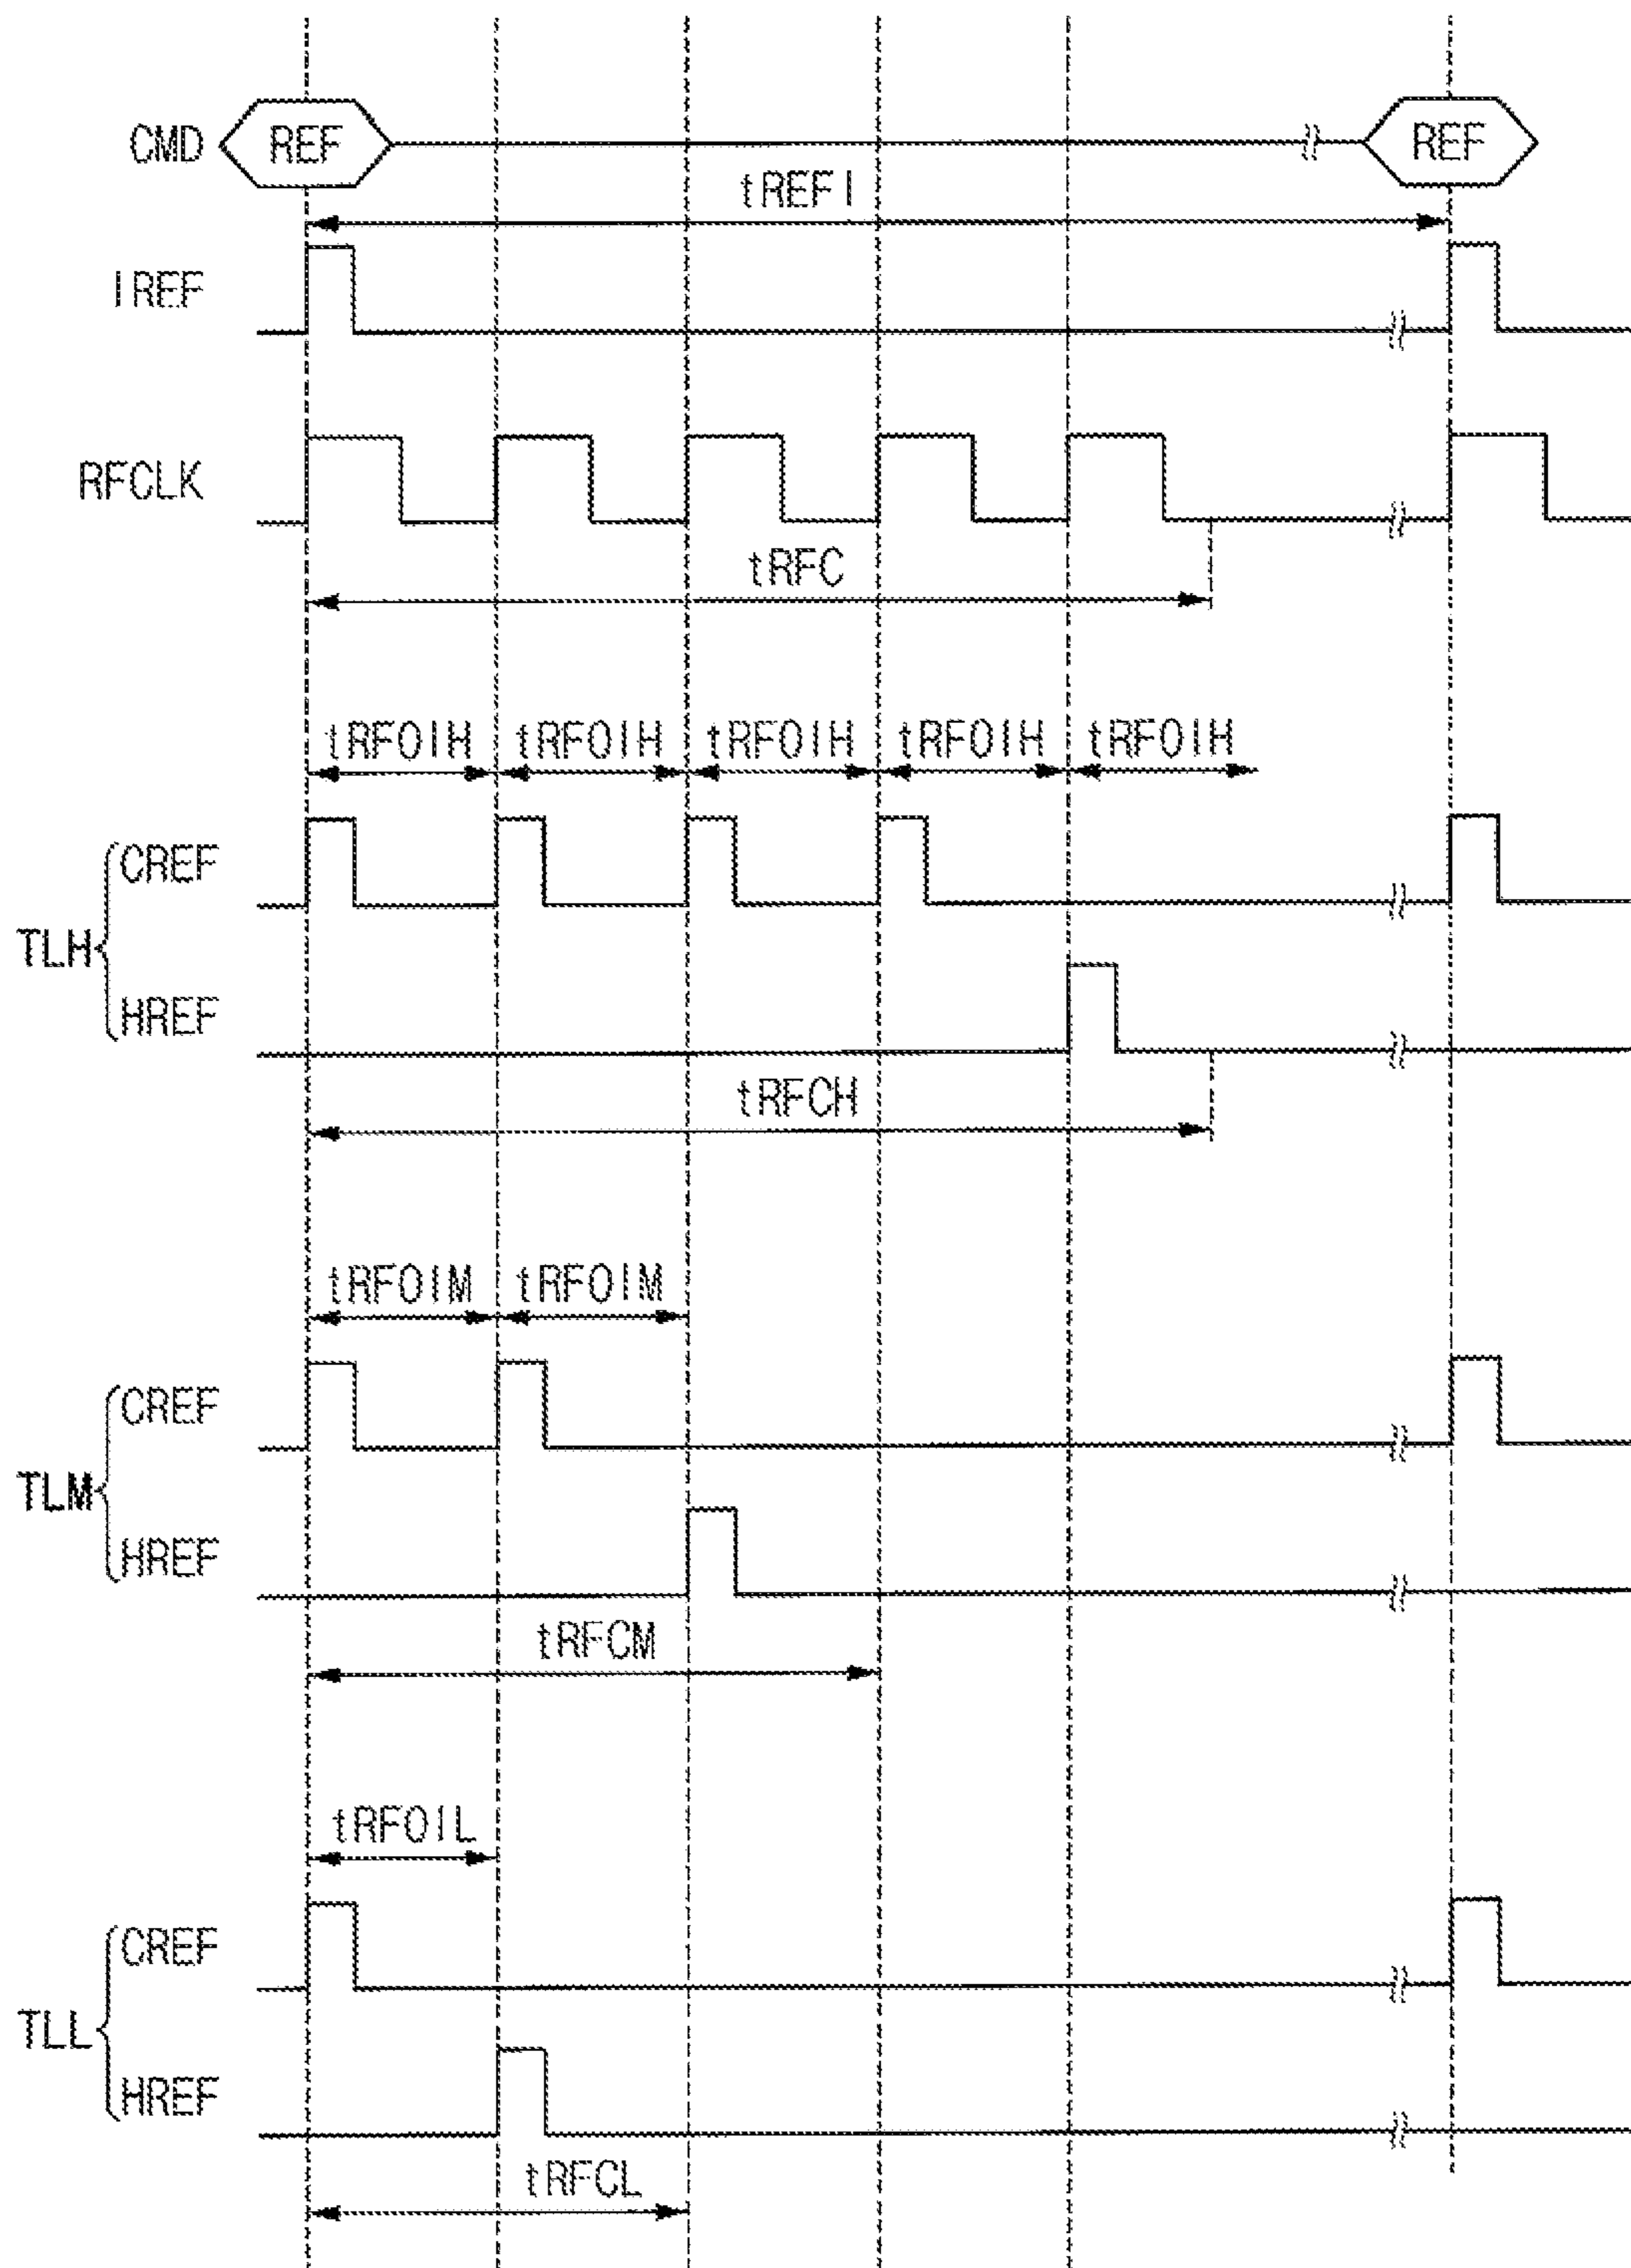 CMD REF REF
tREFI
IREF
RFCLK
tRFC
tRFOIH tRFOIH tRFOIH tRFOIH tRFOIH
CREF
TLH
HREF
tRFCH
tRFOIM tRFOIM
CREF
TLM
HREF
tRFCM
tRFOIL
CREF
TLL
HREF
tRFCL